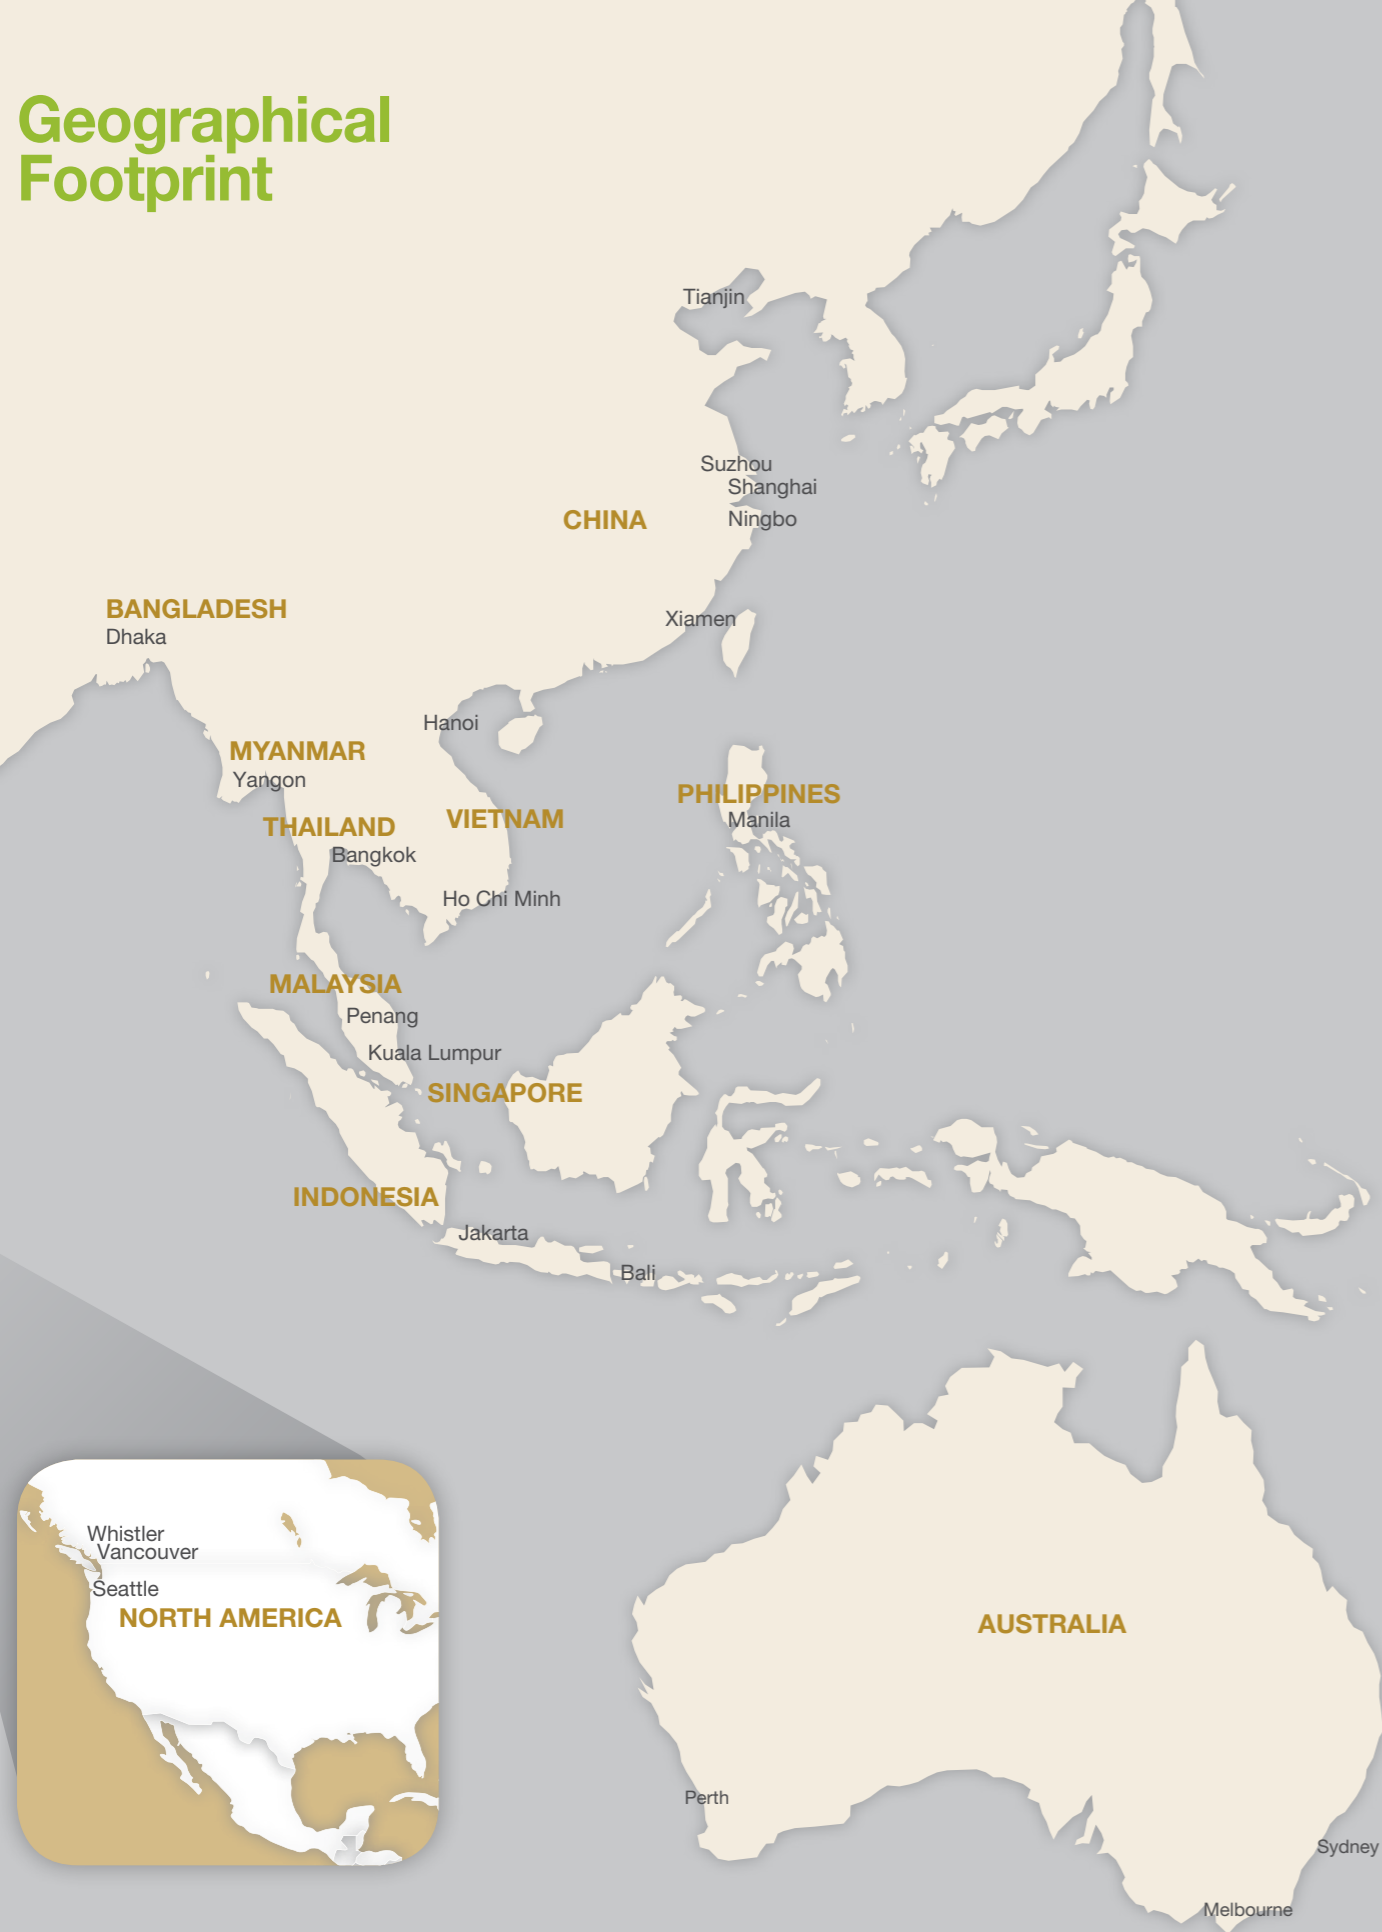 Geographical
Footprint
Tianjin
Suzhou
Shanghai
CHINA
Ningbo
BANGLADESH
Dhaka
Xiamen
Hanoi
MYANMAR
Yangon
PHILIPPINES
Manila
THAILAND
VIETNAM
Bangkok
Ho Chi Minh
MALAYSIA
Penang
Kuala Lumpur
SINGAPORE
INDONESIA
Jakarta
Bali
Whistler
Vancouver
Seattle
NORTH AMERICA
AUSTRALIA
Perth
Sydney
Melbourne